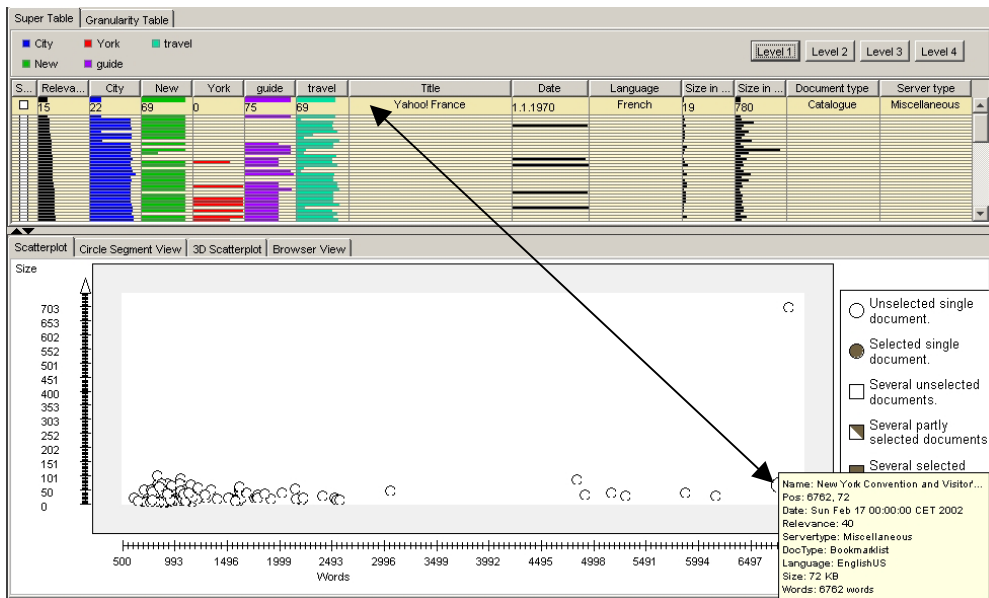 Super Table Granularity Table
City York travel
New guide
Level 1 Level 2 Level 3 Level 4
S... Releva... City New York guide travel Title Date Language Size in ... Size in ... Document type Server type
15 22 69 0 75 69 Yahoo! France 1.1.1970 French 19 780 Catalogue Miscellaneous
Scatterplot Circle Segment View 3D Scatterplot Browser View
Size
703
653
602
552
501
451
400
353
303
252
202
151
101
50
0
500 993 1496 1999 2493 2996 3499 3992 4495 4998 5491 5994 6497
Words
Unselected single
document.
Selected single
document.
Several unselected
documents.
Several partly
selected documents
Several selected
Name: New York Convention and Visitor'...
Pos: 6762, 72
Date: Sun Feb 17 00:00:00 CET 2002
Relevance: 40
Servertype: Miscellaneous
DocType: Bookmarklist
Language: EnglishUS
Size: 72 KB
Words: 6762 words